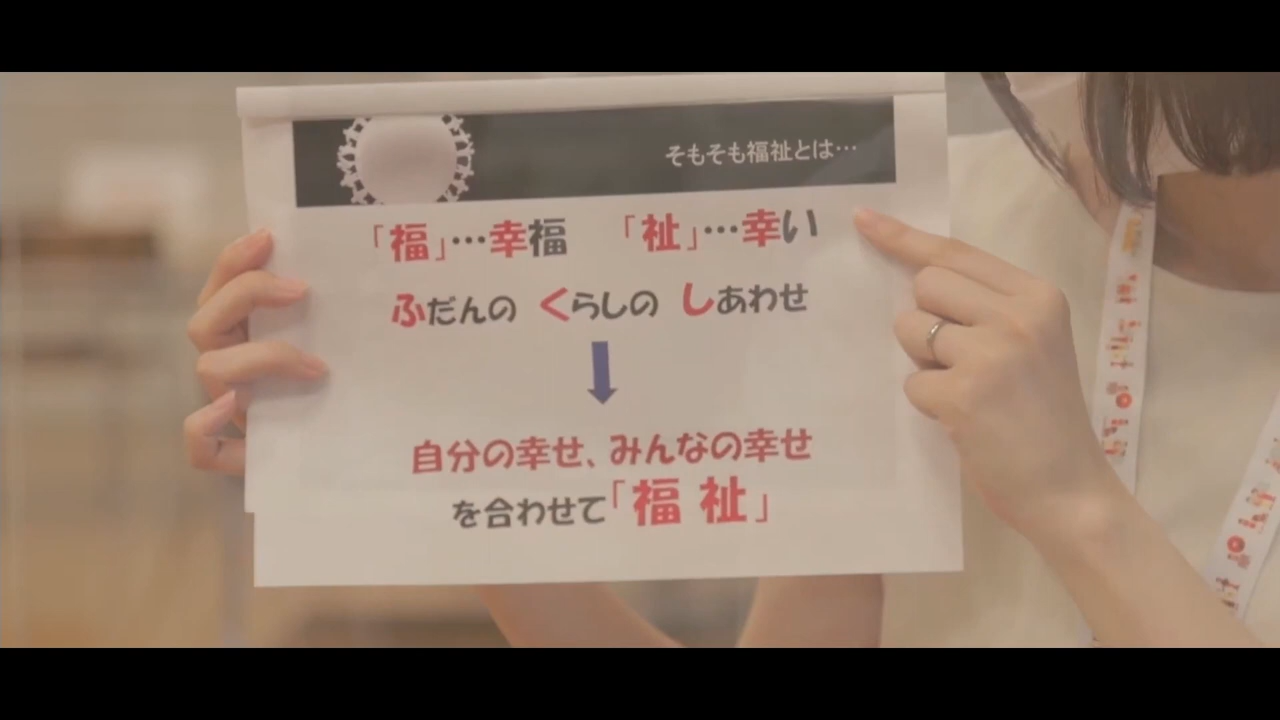 そもそも福祉とは…
「福」…幸福　「祉」…幸い
ふだんの くらしの しあわせ
自分の幸せ、みんなの幸せ
を合わせて「福祉」